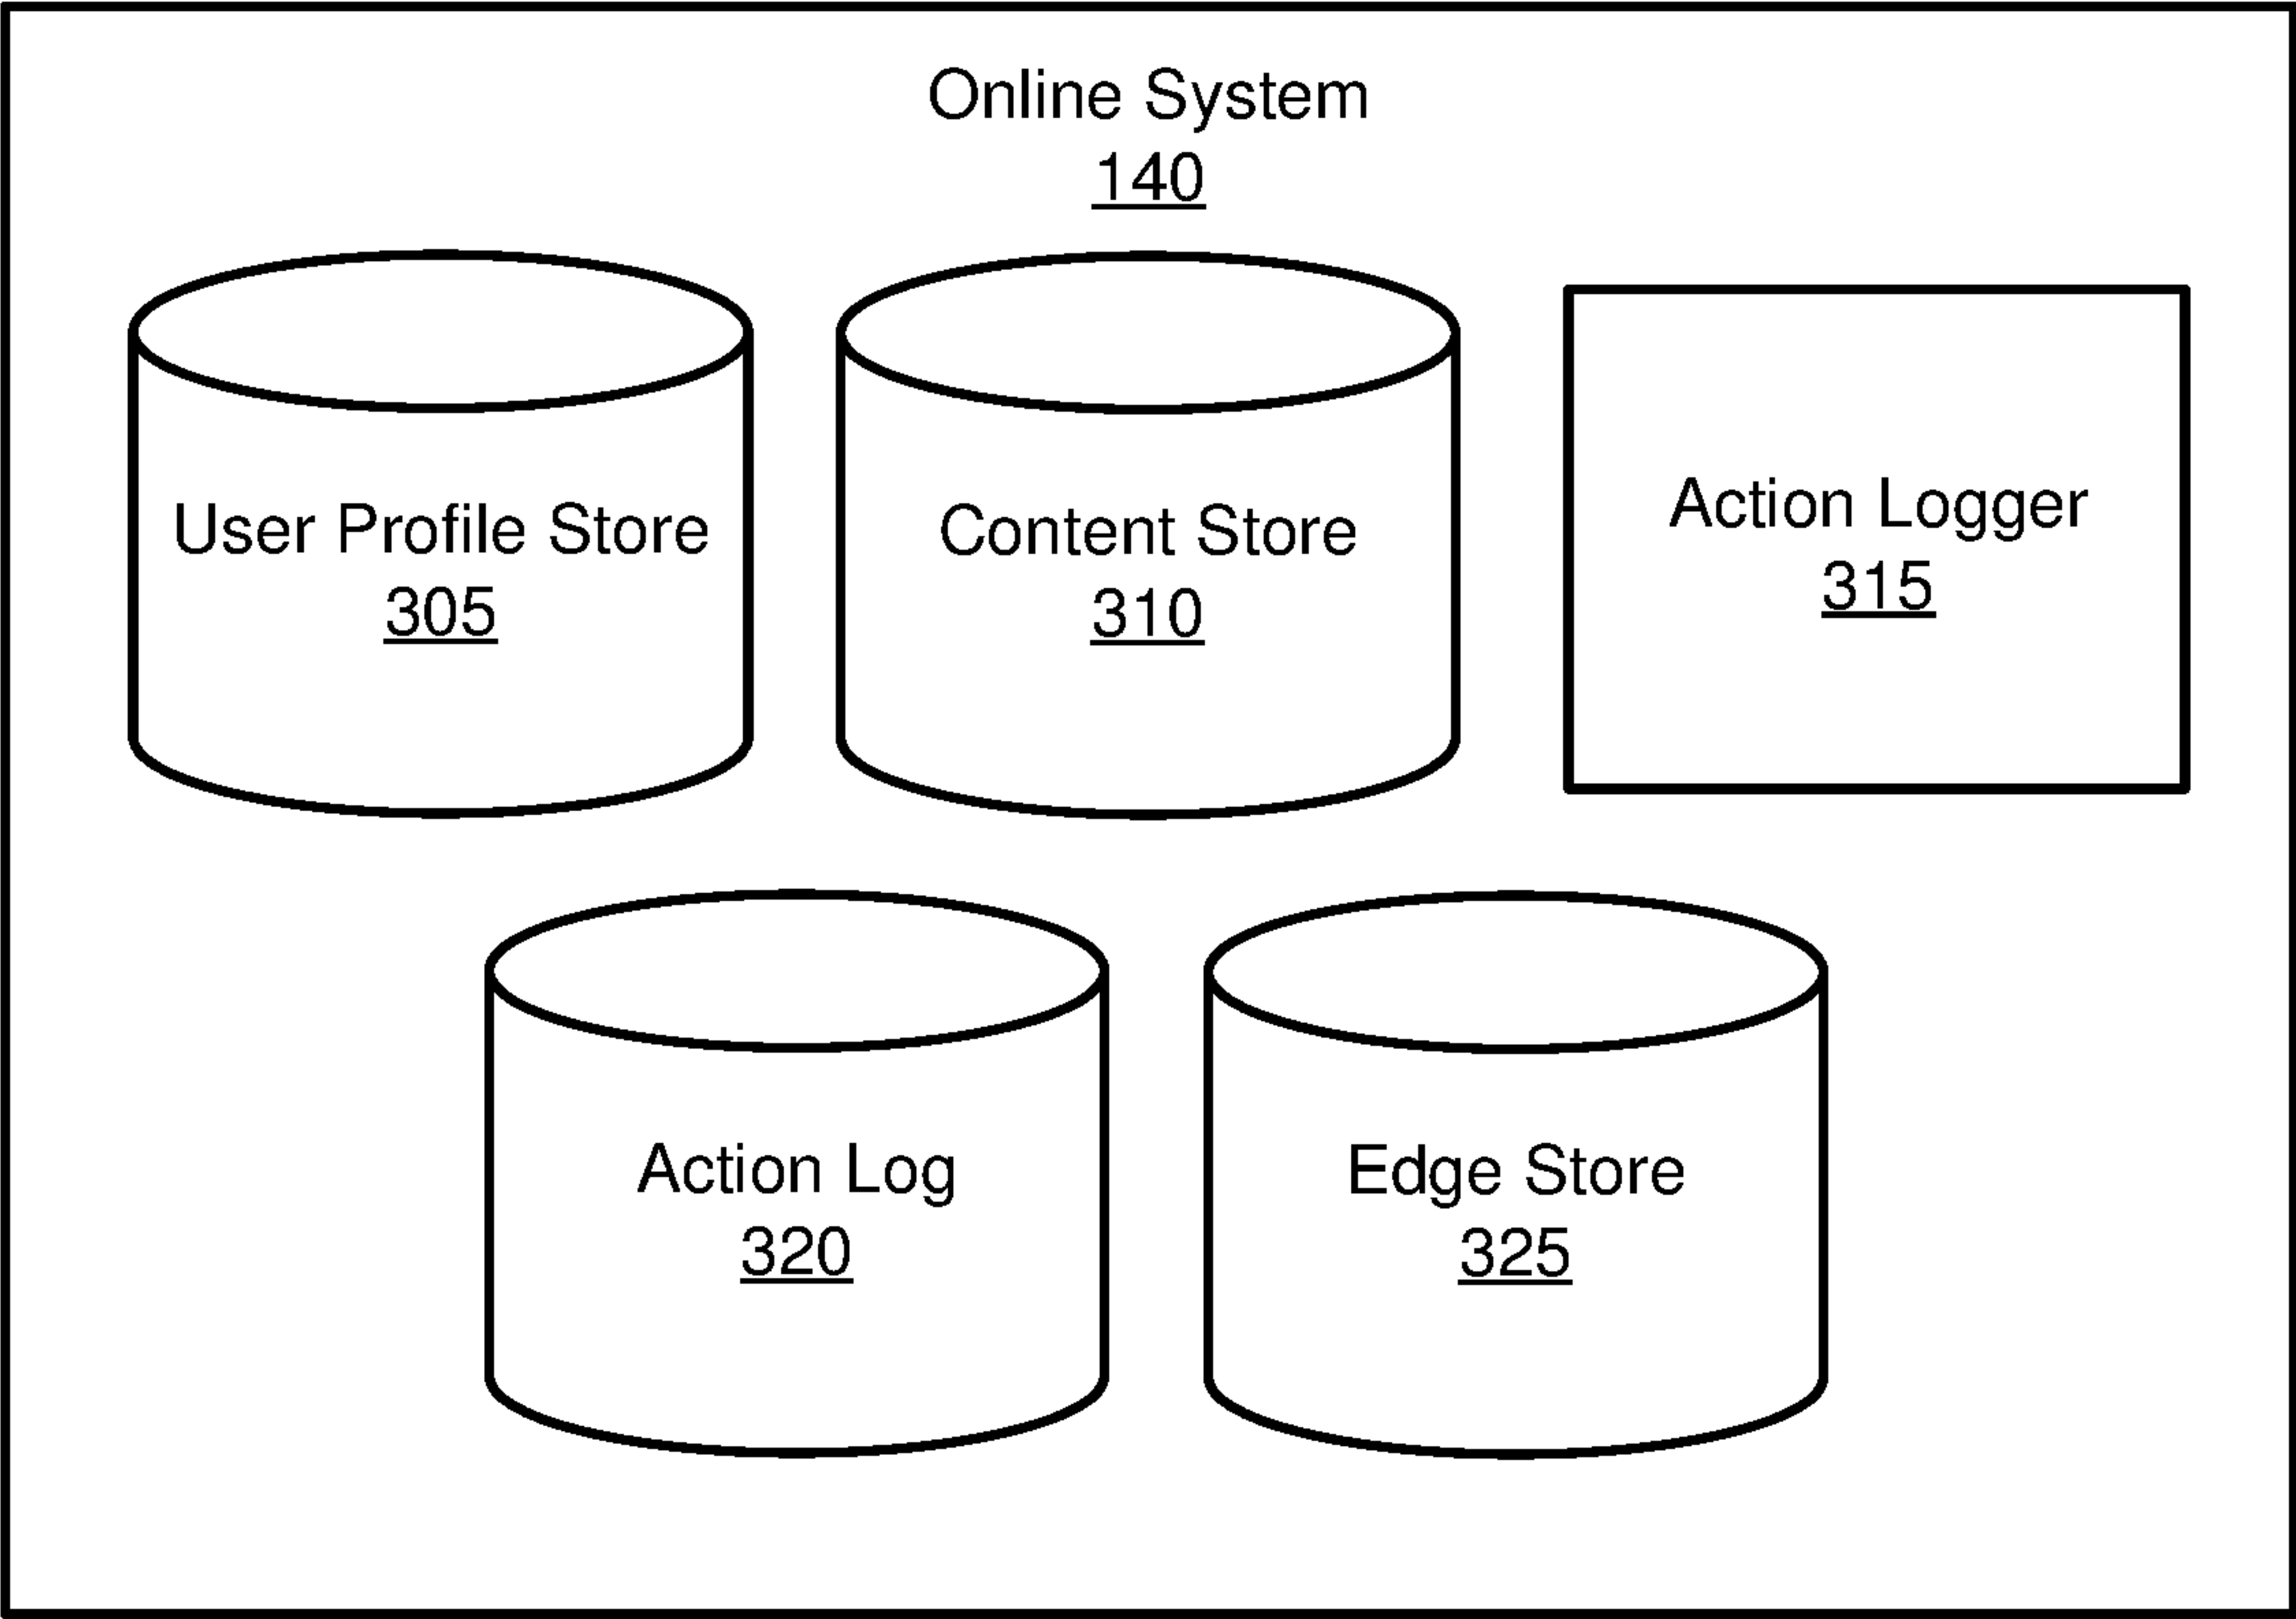 Online System
140
User Profile Store
305
Content Store
310
Action Logger
315
Action Log
320
Edge Store
325